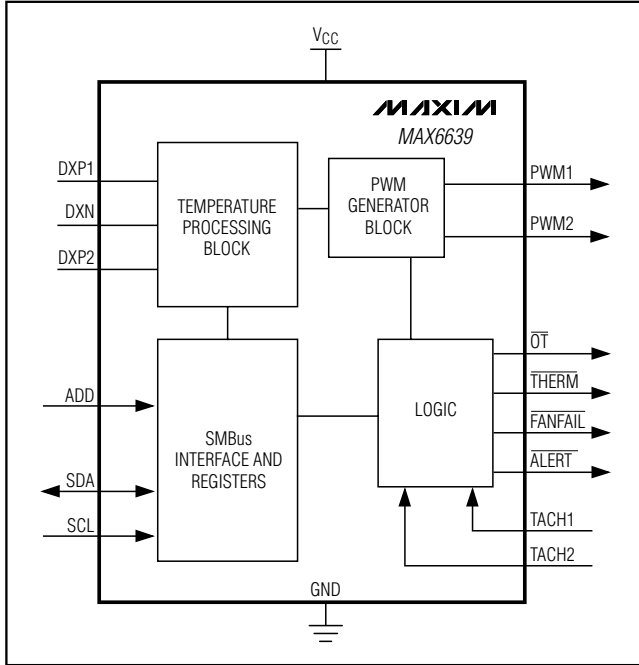 VCC
MAXIM
MAX6639
DXP1
DXN
DXP2
TEMPERATURE
PROCESSING
BLOCK
PWM
GENERATOR
BLOCK
PWM1
PWM2
ADD
SDA
SCL
SMBus
INTERFACE AND
REGISTERS
LOGIC
OT
THERM
FANFAIL
ALERT
TACH1
TACH2
GND